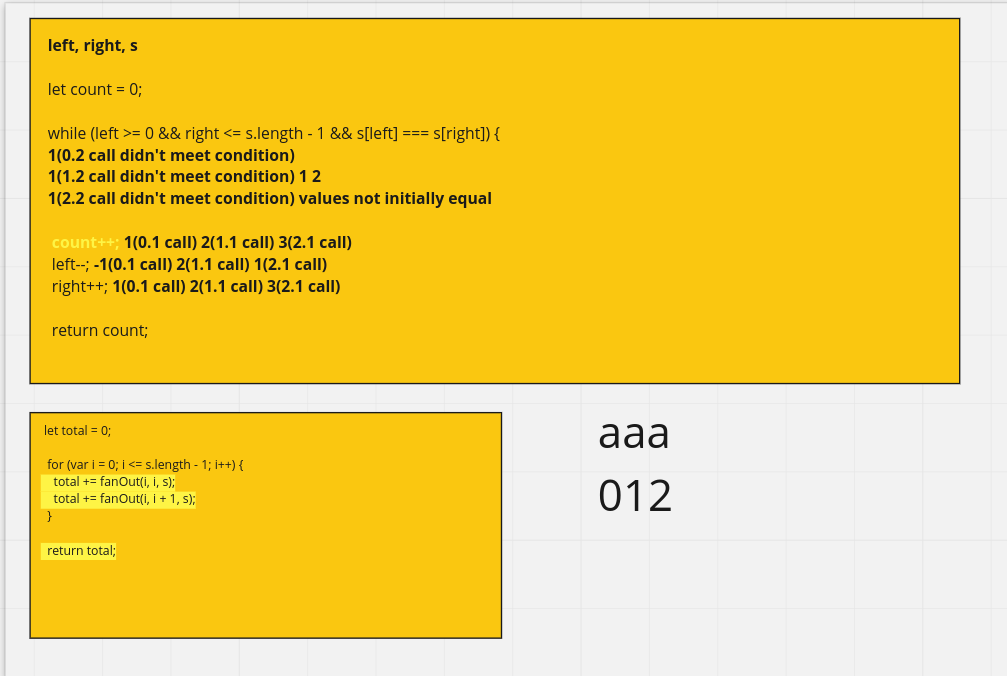 left, right, s
let count = 0;
while (left >= 0 && right <= s.length - 1 && s[left] === s[right]) {
1(0.2 call didn't meet condition)
1(1.2 call didn't meet condition) 1 2
1(2.2 call didn't meet condition) values not initially equal
count++; 1(0.1 call) 2(1.1 call) 3(2.1 call)
left--; -1(0.1 call) 2(1.1 call) 1(2.1 call)
right++; 1(0.1 call) 2(1.1 call) 3(2.1 call)
return count;
let total = 0;
for (var i = 0; i <= s.length - 1; i++) {
total += fanOut(i, i, s);
total += fanOut(i, i + 1, s);
}
return total;
aaa
012